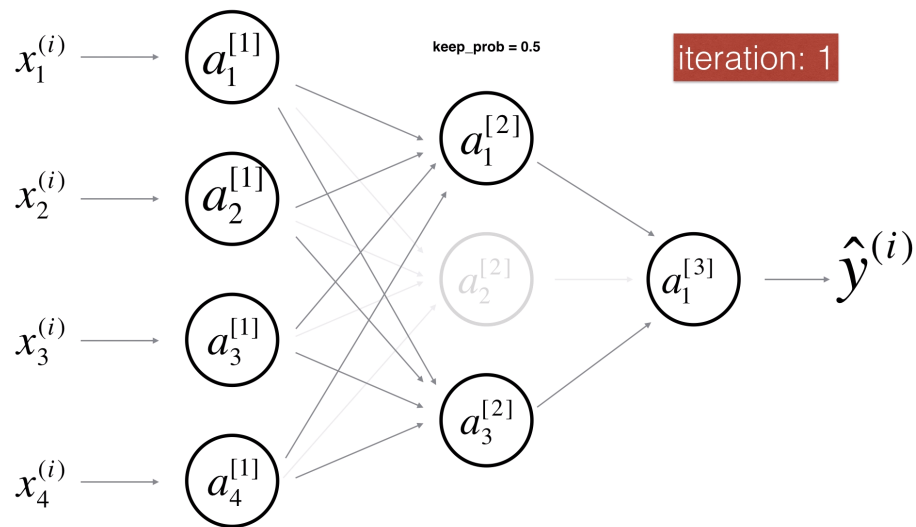 keep_prob = 0.5
iteration: 1
x₁⁽ⁱ⁾
a₁[1]
x₂⁽ⁱ⁾
a₂[1]
x₃⁽ⁱ⁾
a₃[1]
x₄⁽ⁱ⁾
a₄[1]
a₁[2]
a₂[2]
a₃[2]
a₁[3]
ŷ⁽ⁱ⁾